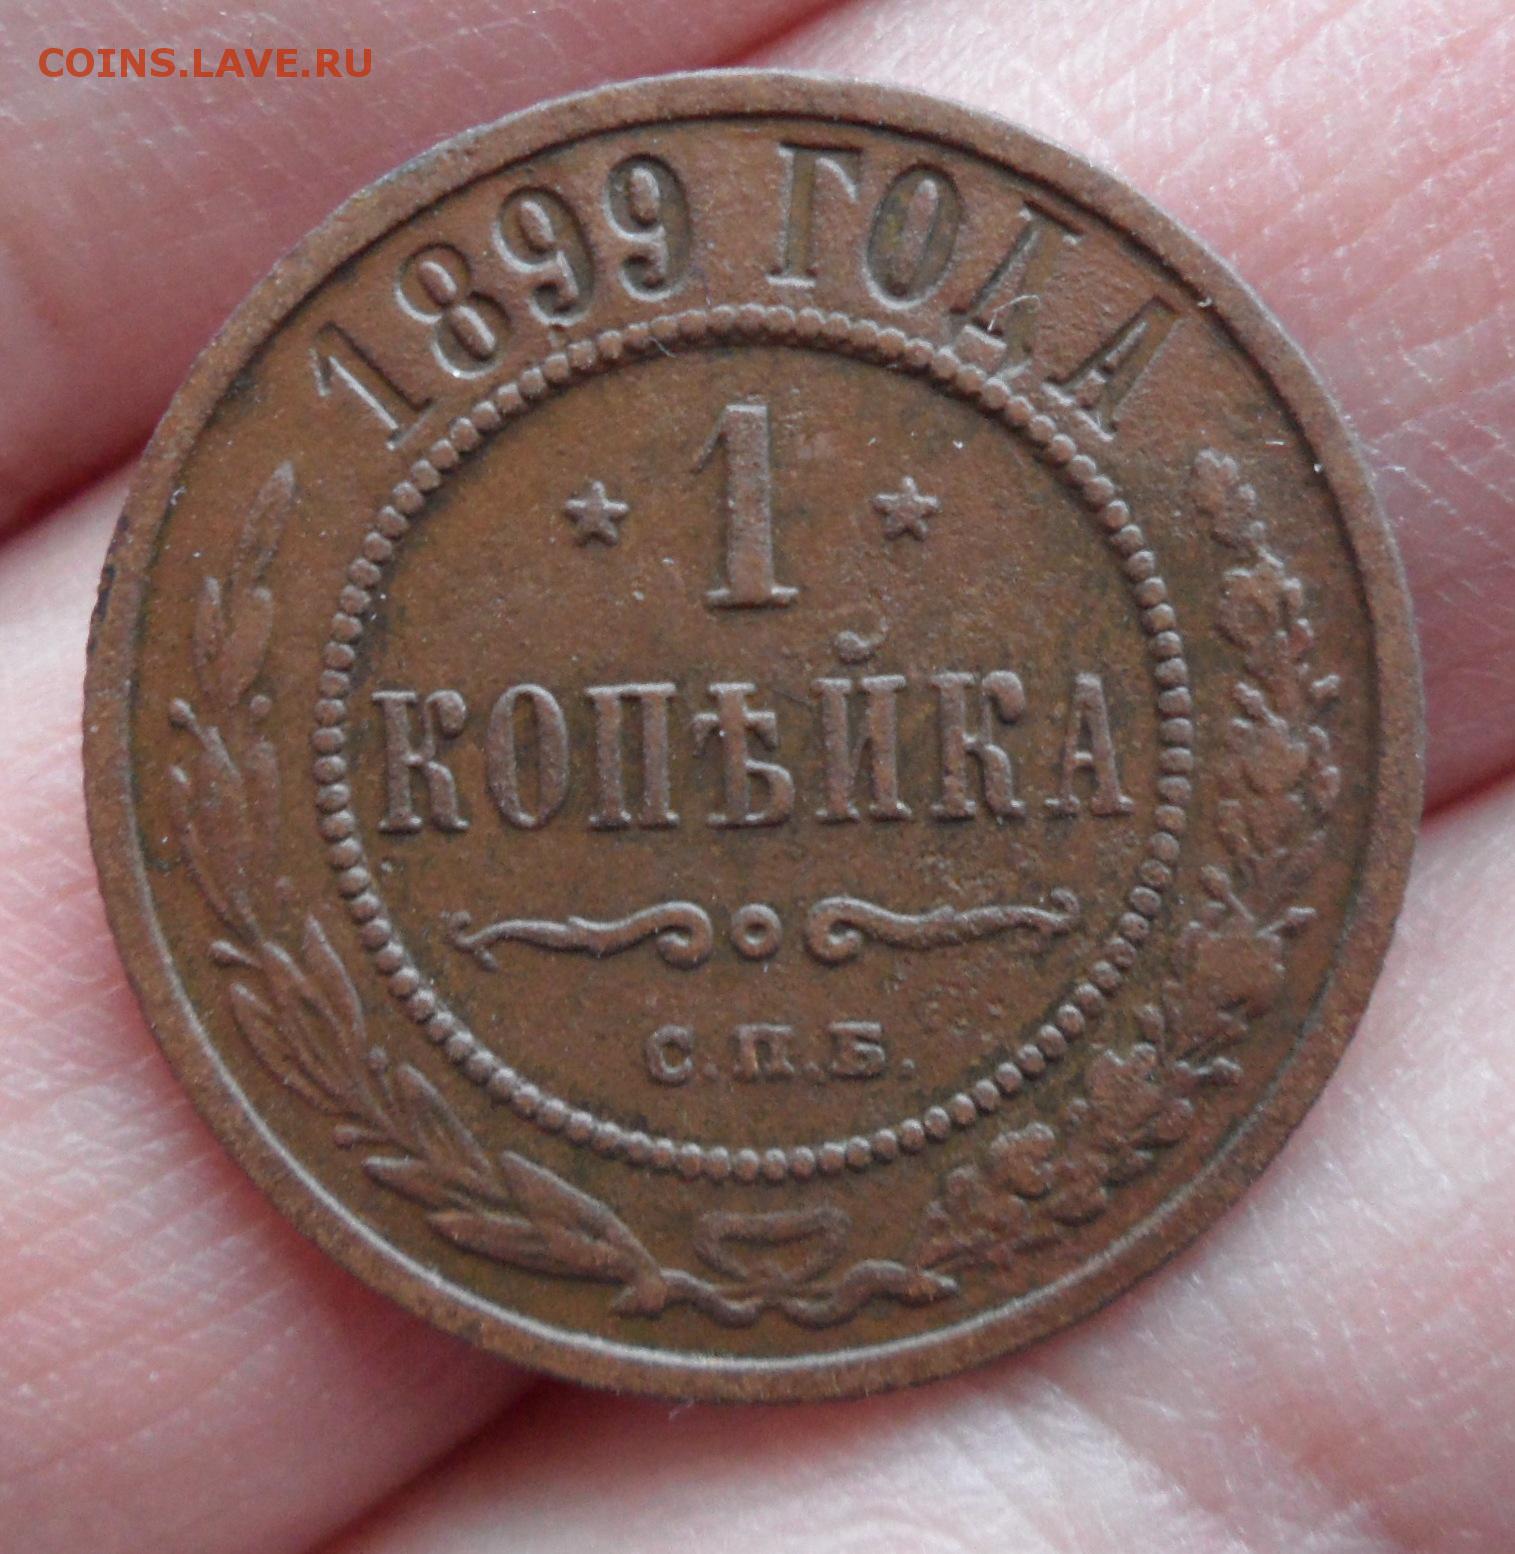 COINS.LAVE.RU
1899 ГОДА
1
КОПѢЙКА
С.П.Б.